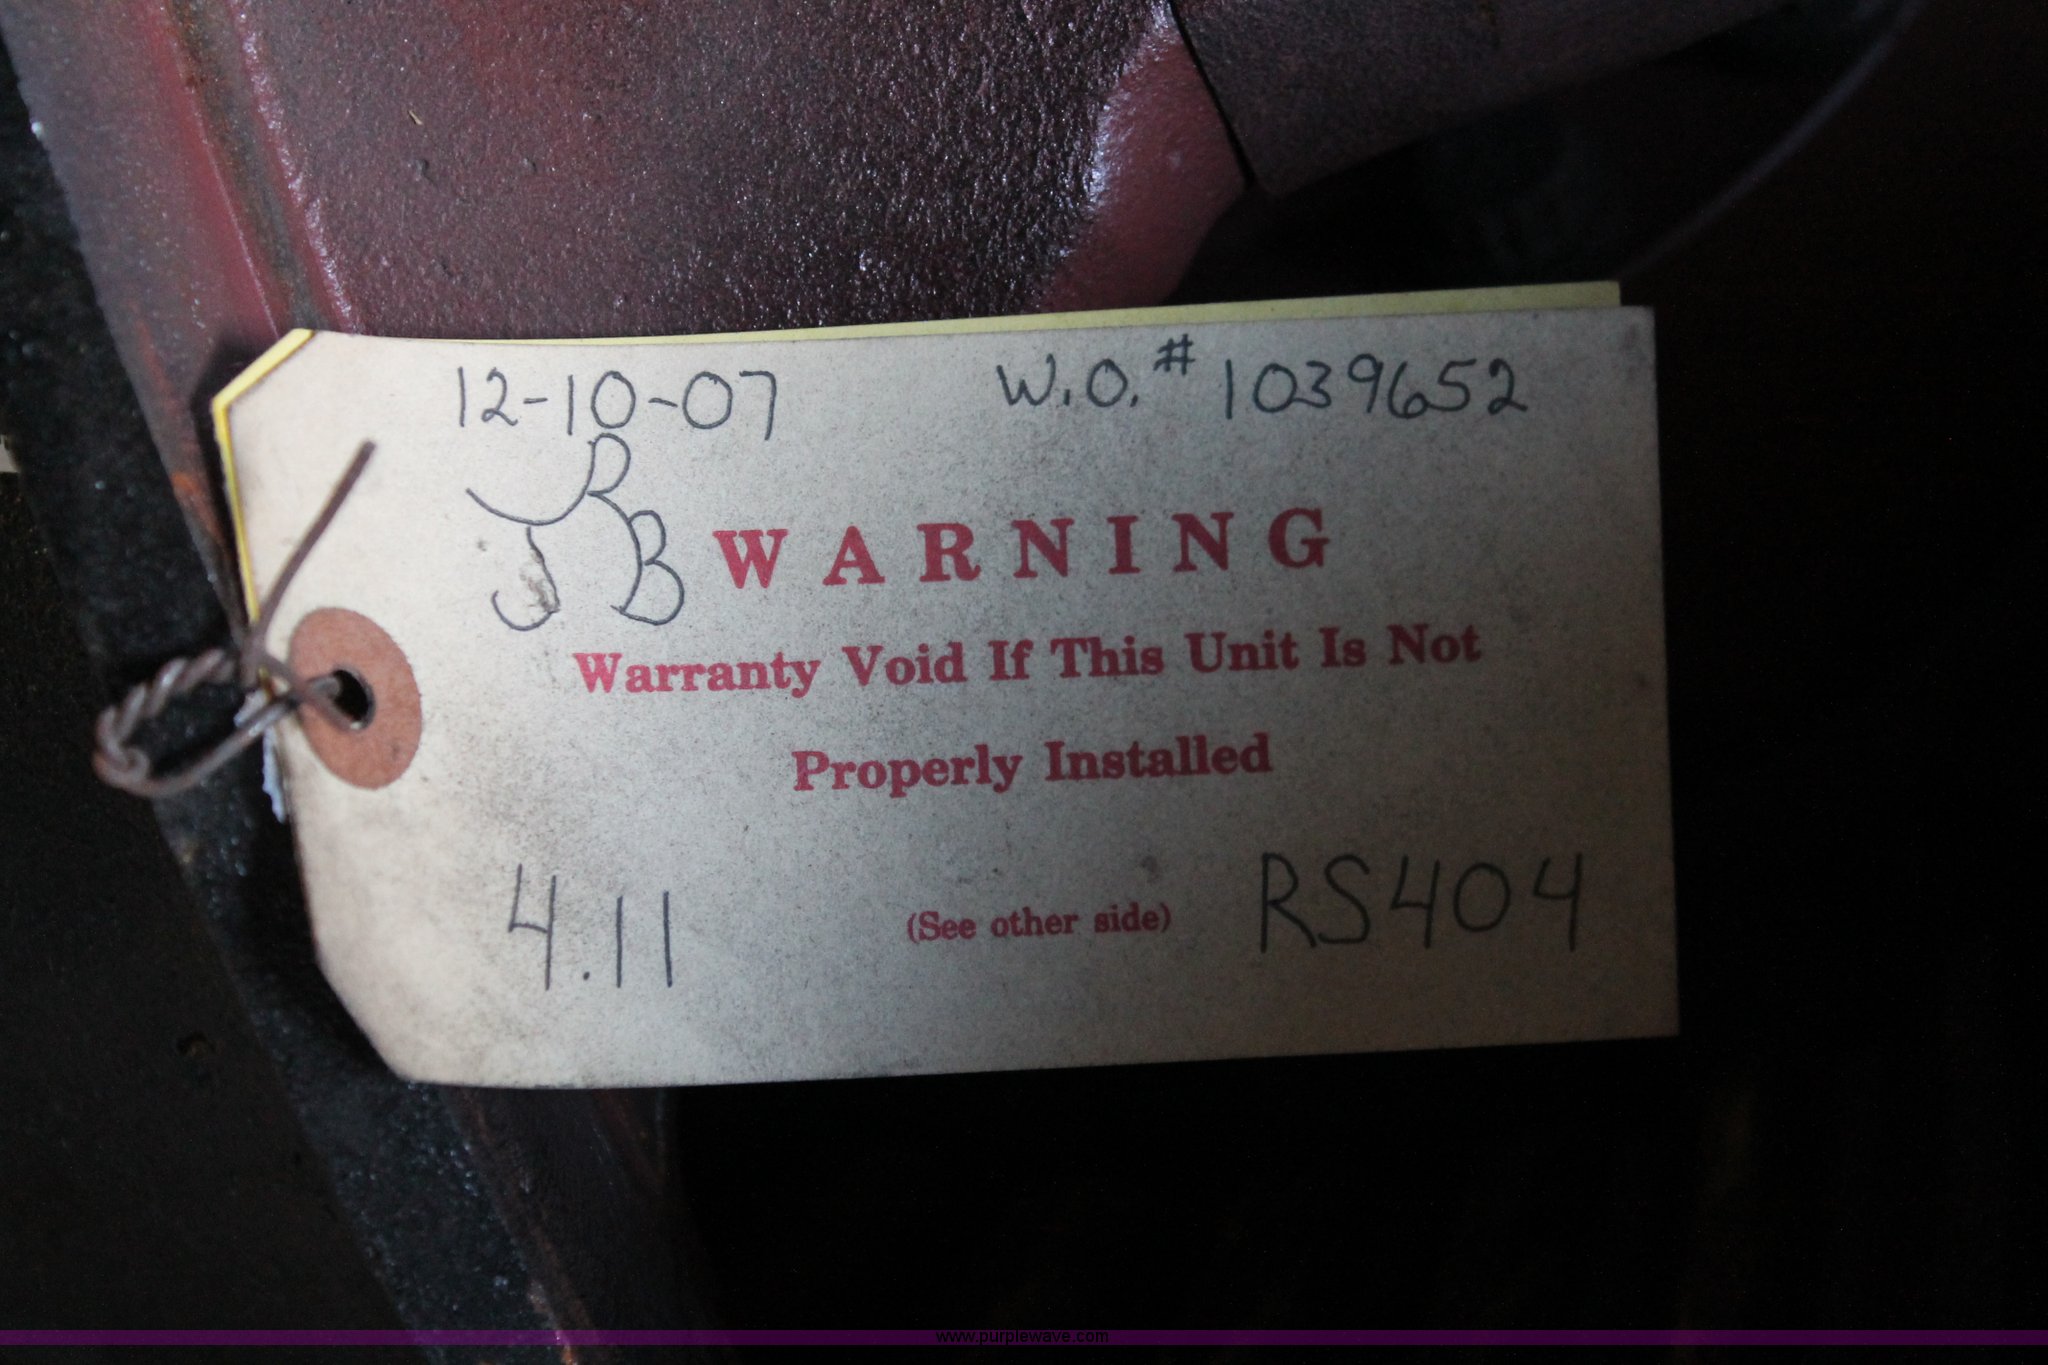 12-10-07 W.O.# 1039652
WARNING
Warranty Void If This Unit Is Not
Properly Installed
4.11 (See other side) RS404
www.purplewave.com